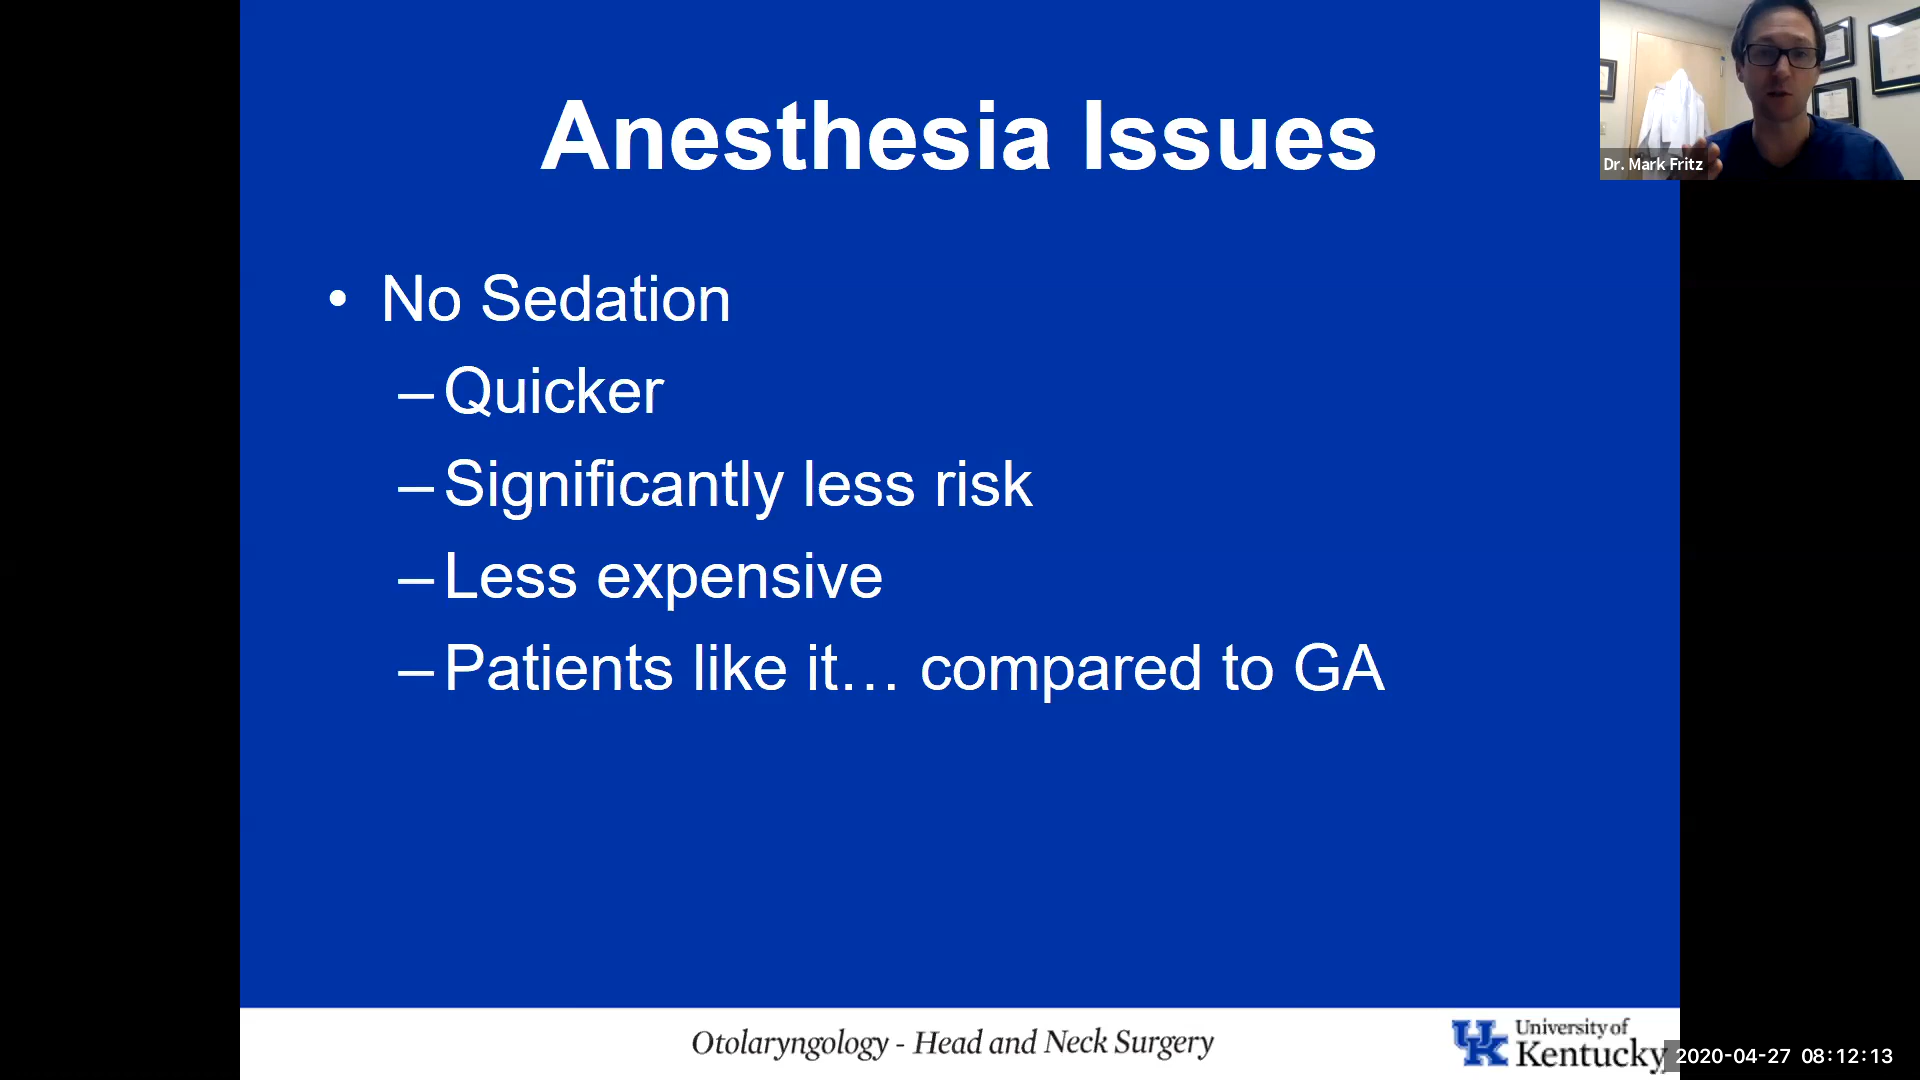 Anesthesia Issues
Dr. Mark Fritz
• No Sedation
– Quicker
– Significantly less risk
– Less expensive
– Patients like it… compared to GA
Otolaryngology - Head and Neck Surgery
UK
University of
Kentucky
2020-04-27 08:12:13